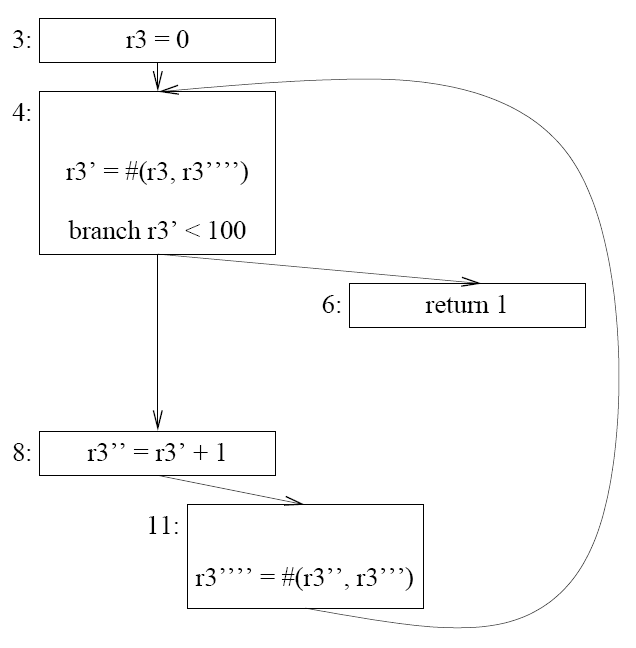 3: r3 = 0
4:
r3’ = #(r3, r3’’’’)
branch r3’ < 100
6: return 1
8: r3’’ = r3’ + 1
11:
r3’’’’ = #(r3’’, r3’’’)